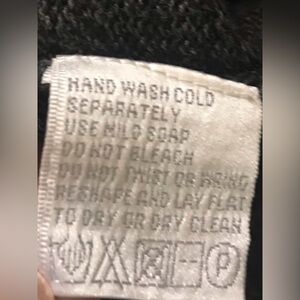 HAND WASH COLD
SEPARATELY
USE MILD SOAP
DO NOT BLEACH
DO NOT TWIST OR WRING
RESHAPE AND LAY FLAT
TO DRY OR DRY CLEAN
P